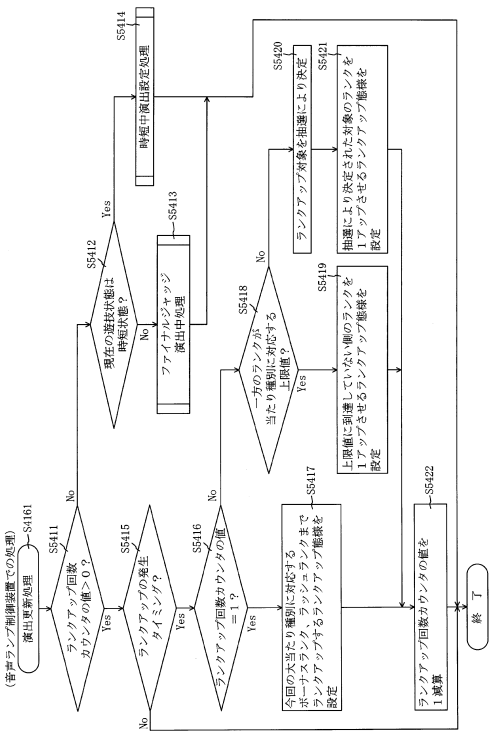 (音声ランプ制御装置での処理)
演出更新処理
S4161
S5411
ランクアップ回数
カウンタの値>0?
Yes
No
S5412
現在の遊技状態は
時短状態?
Yes
No
S5414
時短中演出設定処理
S5413
ファイナルジャッジ
演出中処理
S5415
ランクアップの発生
タイミング?
Yes
No
S5416
ランクアップ回数カウンタの値
=1?
Yes
No
S5417
今回の大当たり種別に対応する
ボーナスランク、ラッシュランクまで
ランクアップするランクアップ態様を
設定
S5418
一方のランクが
当たり種別に対応する
上限値?
Yes
No
S5419
上限値に到達していない側のランクを
1アップさせるランクアップ態様を
設定
S5420
ランクアップ対象を抽選により決定
S5421
抽選により決定された対象のランクを
1アップさせるランクアップ態様を
設定
S5422
ランクアップ回数カウンタの値を
1減算
終了